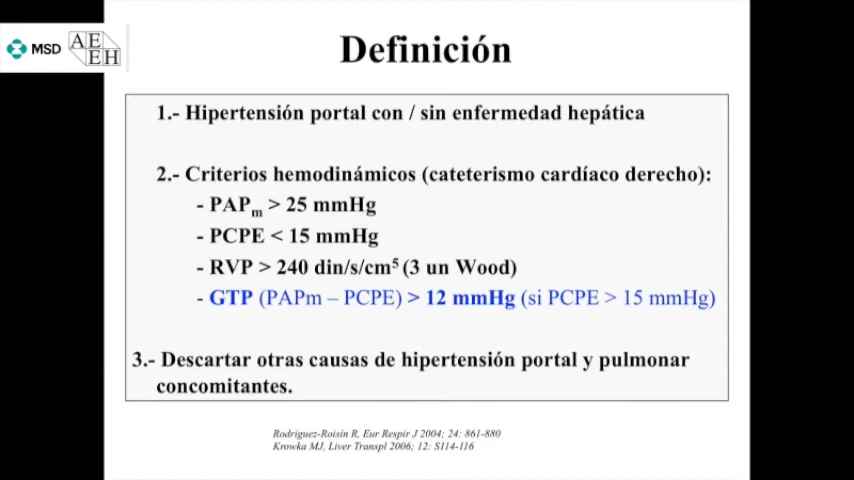 Definición
MSD
AE
EH
1.- Hipertensión portal con / sin enfermedad hepática
2.- Criterios hemodinámicos (cateterismo cardíaco derecho):
- PAPm > 25 mmHg
- PCPE < 15 mmHg
- RVP > 240 din/s/cm⁵ (3 un Wood)
- GTP (PAPm – PCPE) > 12 mmHg (si PCPE > 15 mmHg)
3.- Descartar otras causas de hipertensión portal y pulmonar
concomitantes.
Rodriguez-Roisín R, Eur Respir J 2004; 24: 861-880
Krowka MJ, Liver Transpl 2006; 12: S114-116